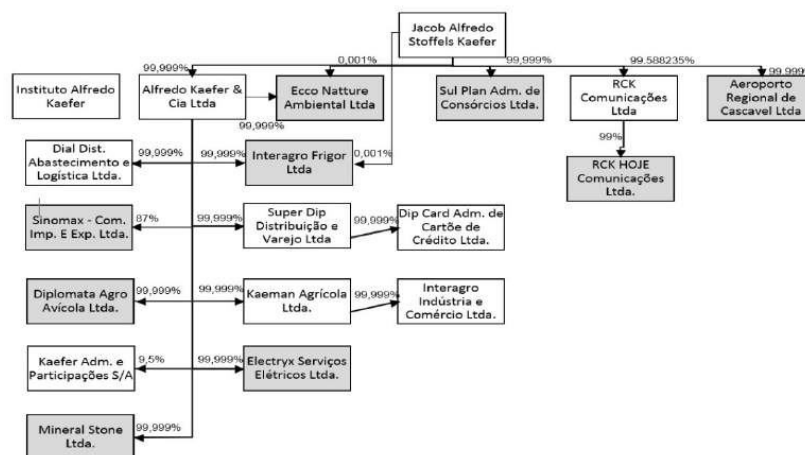 Jacob Alfredo
Stoffels Kaefer
99,999%
0,001%
99,999%
99.588235%
99.999%
Instituto Alfredo
Kaefer
Alfredo Kaefer &
Cia Ltda
Ecco Natture
Ambiental Ltda
Sul Plan Adm. de
Consórcios Ltda.
RCK
Comunicações
Ltda
Aeroporto
Regional de
Cascavel Ltda
99,999%
99%
Dial Dist.
Abastecimento e
Logística Ltda.
99,999%
99,999%
Interagro Frigor
Ltda
0,001%
RCK HOJE
Comunicações
Ltda.
Sinomax - Com.
Imp. E Exp. Ltda.
87%
99,999%
Super Dip
Distribuição e
Varejo Ltda
99,999%
Dip Card Adm. de
Cartõe de
Crédito Ltda.
Diplomata Agro
Avícola Ltda.
99,999%
99,999%
Kaeman Agrícola
Ltda.
99,999%
Interagro
Indústria e
Comércio Ltda.
Kaefer Adm. e
Participações S/A
9,5%
99,999%
Electryx Serviços
Elétricos Ltda.
Mineral Stone
Ltda.
99,999%